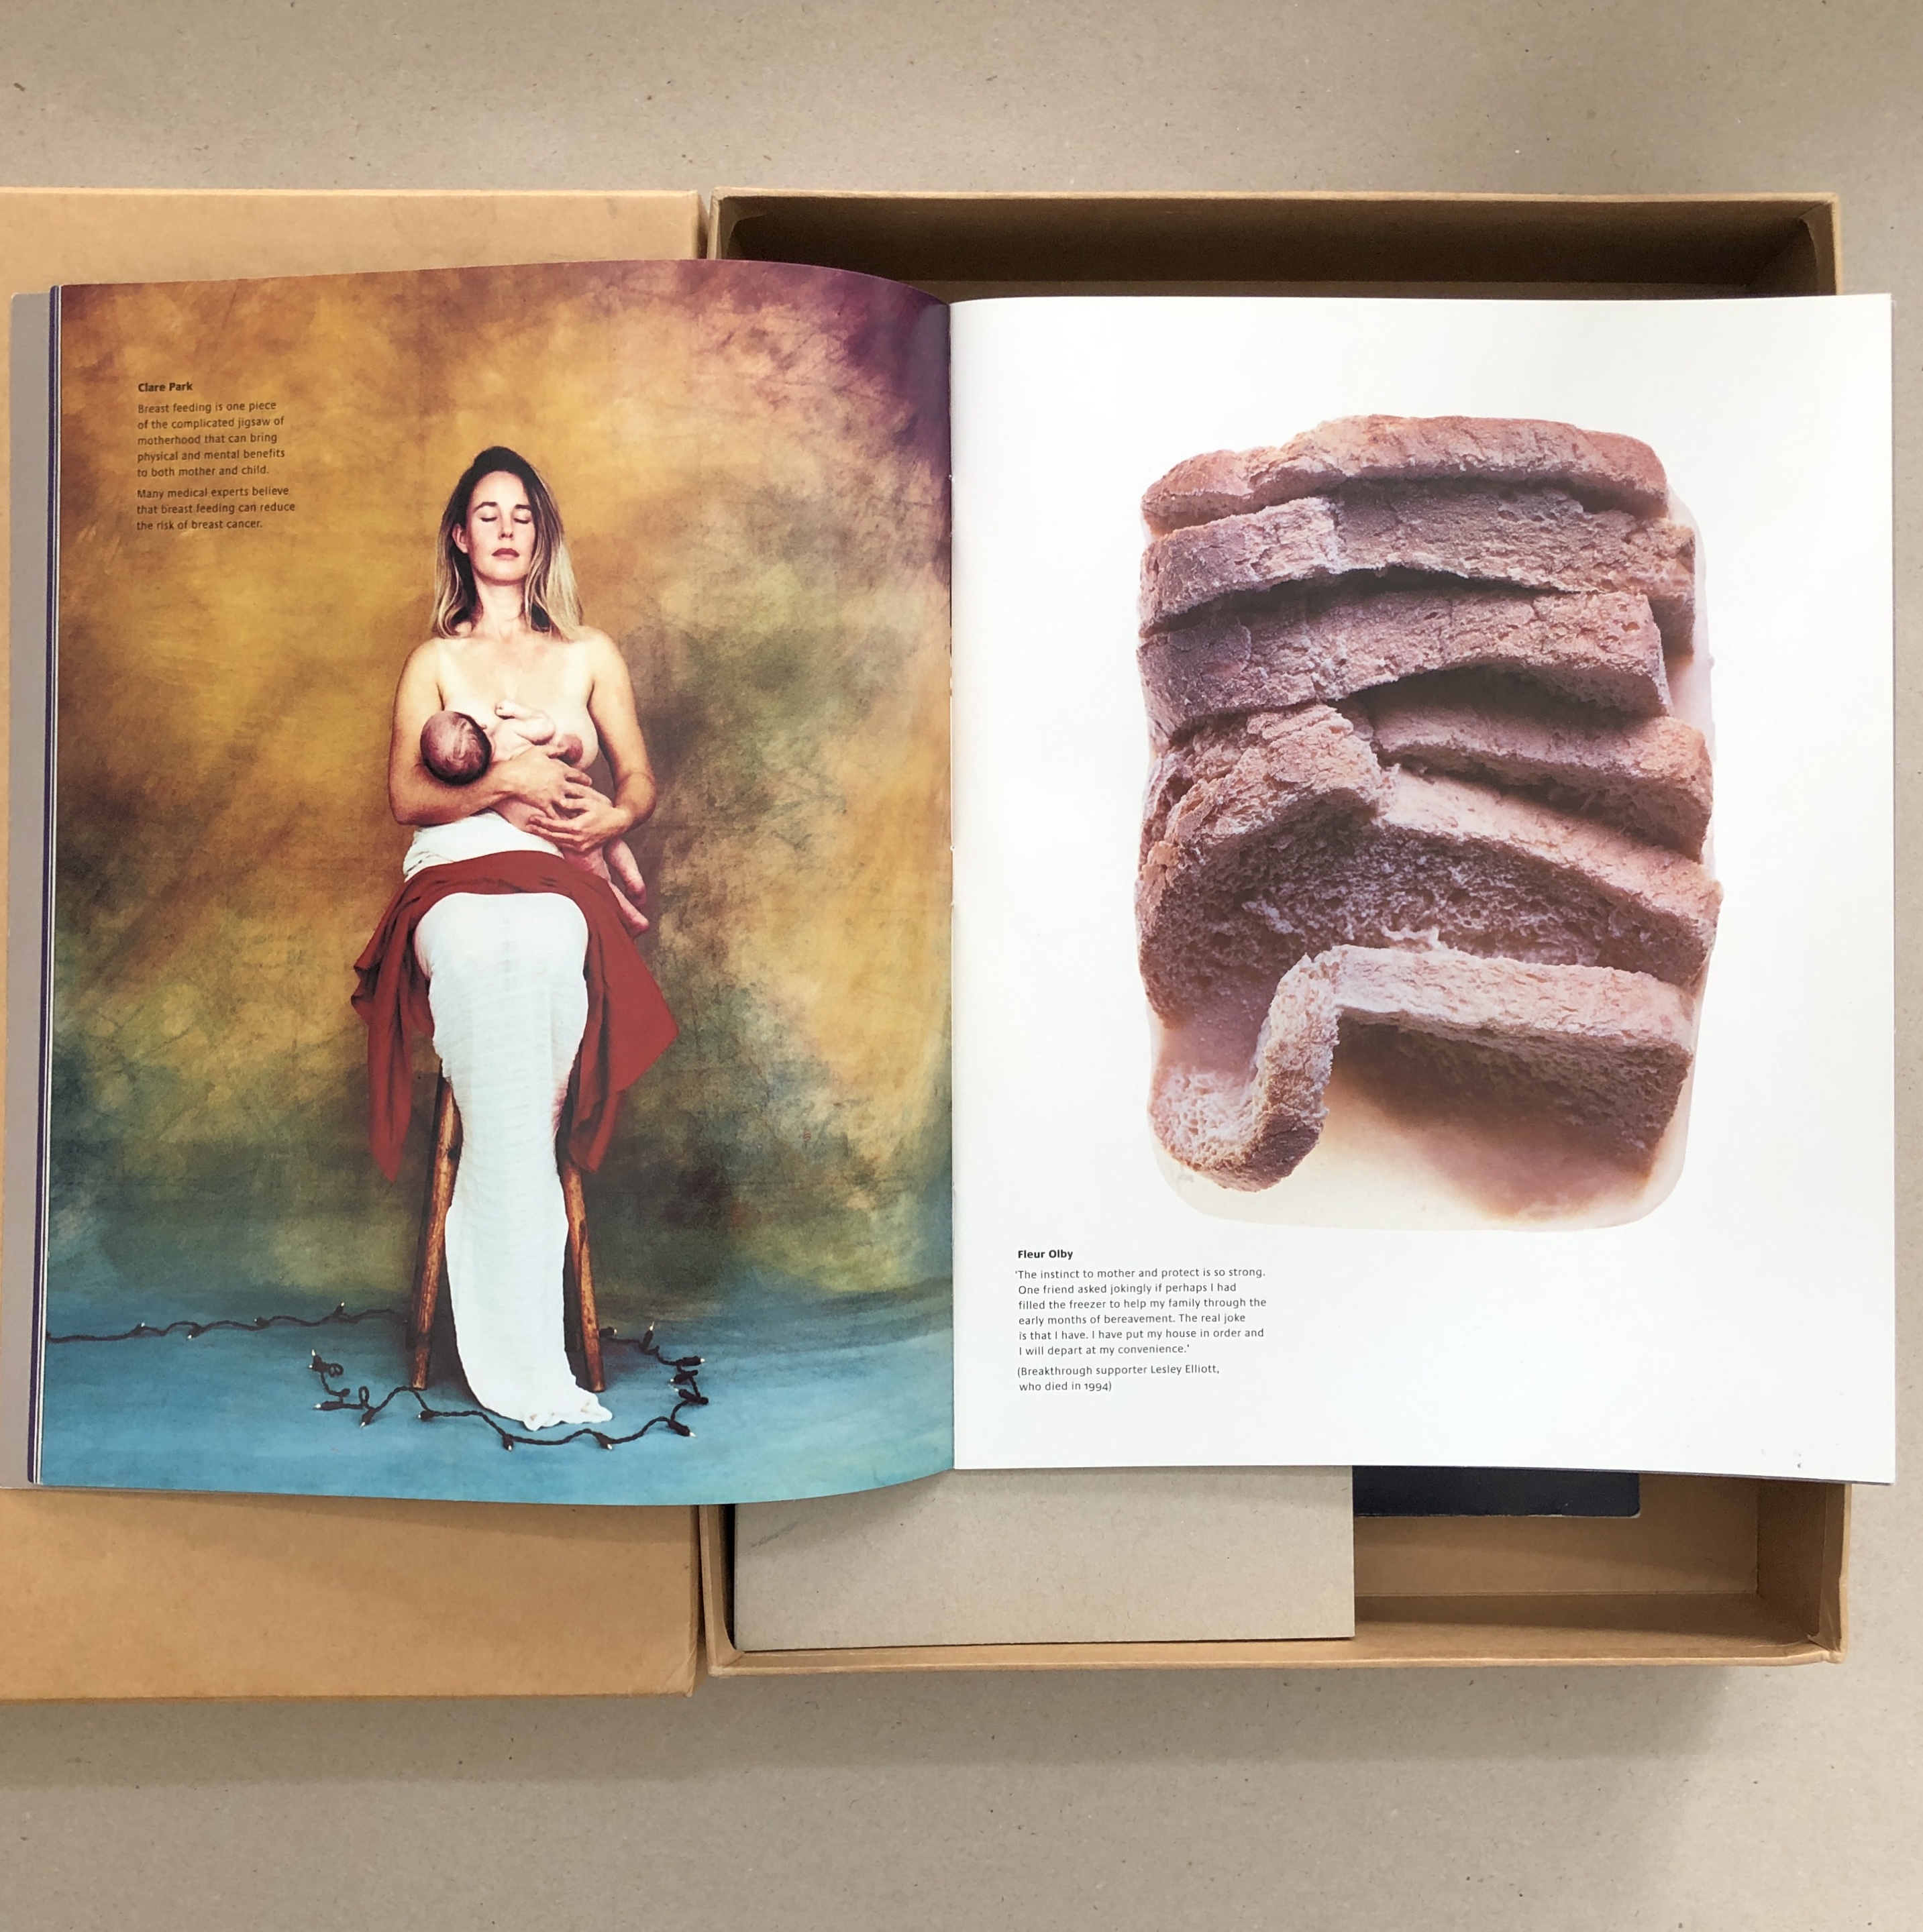 Clare Park
Breast feeding is one piece
of the complicated jigsaw of
motherhood that can bring
physical and mental benefits
to both mother and child.
Many medical experts believe
that breast feeding can reduce
the risk of breast cancer.
Fleur Olby
'The instinct to mother and protect is so strong.
One friend asked jokingly if perhaps I had
filled the freezer to help my family through the
early months of bereavement. The real joke
is that I have. I have put my house in order and
I will depart at my convenience.'
(Breakthrough supporter Lesley Elliott,
who died in 1994)